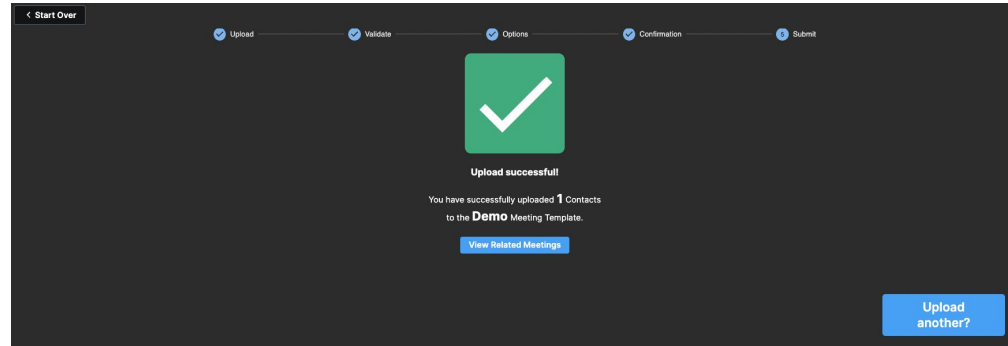 < Start Over
Upload
Validate
Options
Confirmation
5 Submit
Upload successful!
You have successfully uploaded 1 Contacts
to the Demo Meeting Template.
View Related Meetings
Upload
another?